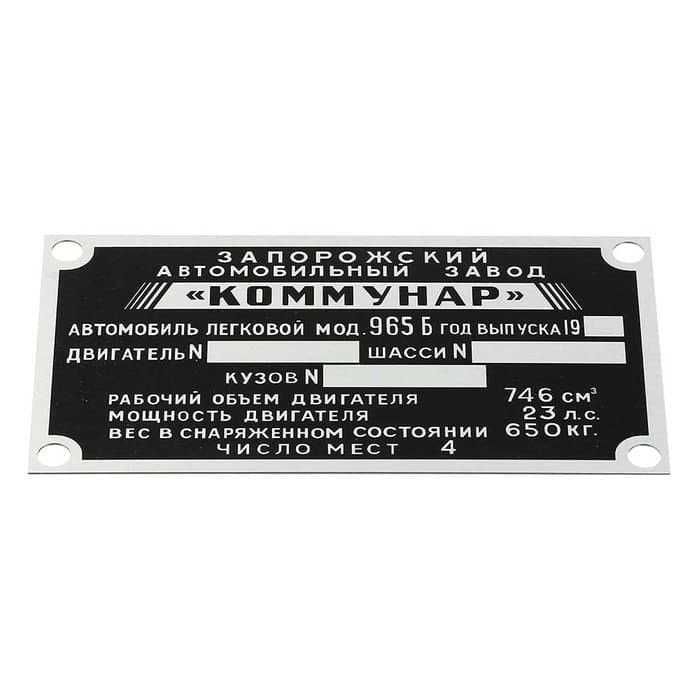 ЗАПОРОЖСКИЙ
АВТОМОБИЛЬНЫЙ ЗАВОД
«КОММУНАР»
АВТОМОБИЛЬ ЛЕГКОВОЙ МОД. 965 Б ГОД ВЫПУСКА 19
ДВИГАТЕЛЬ N ШАССИ N
КУЗОВ N
РАБОЧИЙ ОБЪЕМ ДВИГАТЕЛЯ 746 СМ³
МОЩНОСТЬ ДВИГАТЕЛЯ 23 Л.С.
ВЕС В СНАРЯЖЕННОМ СОСТОЯНИИ 650 КГ.
ЧИСЛО МЕСТ 4